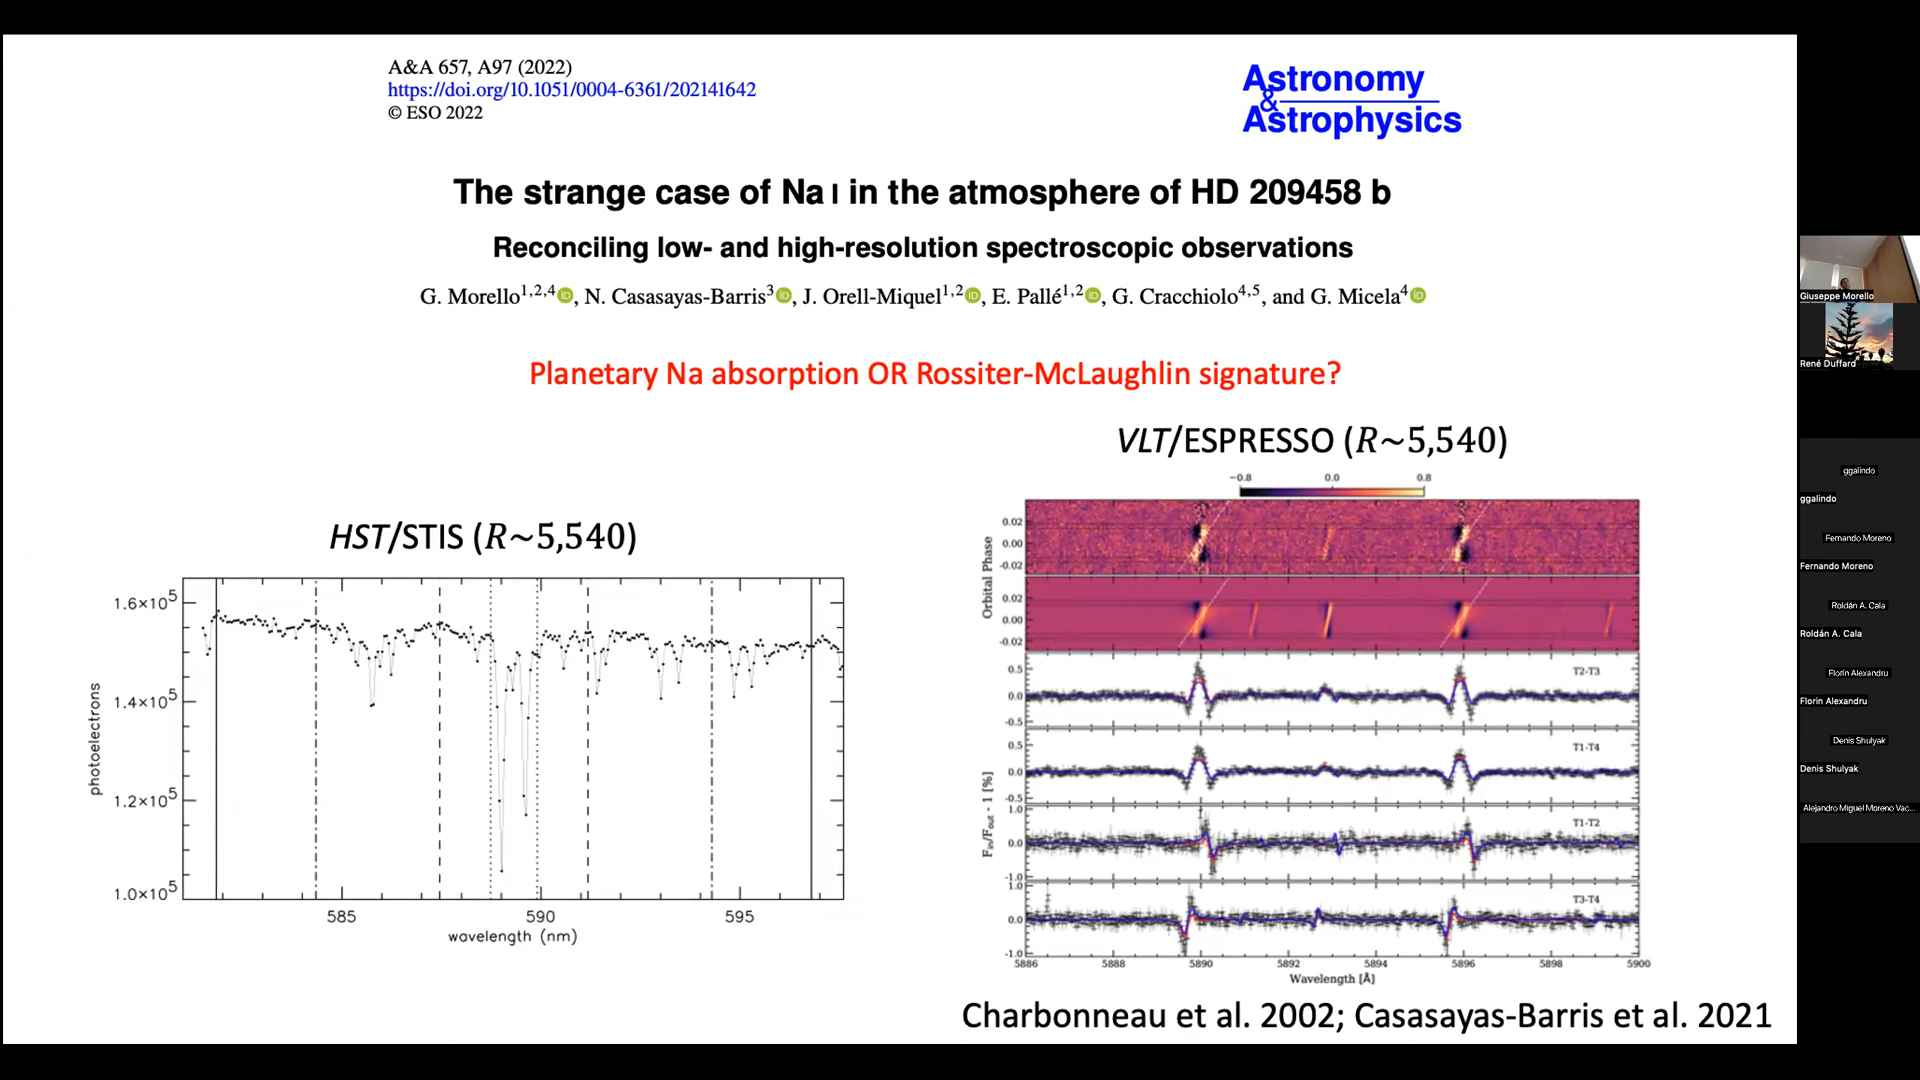 A&A 657, A97 (2022)
https://doi.org/10.1051/0004-6361/202141642
© ESO 2022
Astronomy
&
Astrophysics
The strange case of Na I in the atmosphere of HD 209458 b
Reconciling low- and high-resolution spectroscopic observations
G. Morello1,2,4, N. Casasayas-Barris3, J. Orell-Miquel1,2, E. Pallé1,2, G. Cracchiolo4,5, and G. Micela4
Planetary Na absorption OR Rossiter-McLaughlin signature?
HST/STIS (R~5,540)
1.6×105
1.4×105
1.2×105
1.0×105
photoelectrons
585 590 595
wavelength (nm)
VLT/ESPRESSO (R~5,540)
−0.8 0.0 0.8
0.02
0.00
-0.02
0.02
0.00
-0.02
Orbital Phase
0.5
0.0
-0.5
T2-T3
0.5
0.0
-0.5
T1-T4
1.0
0.0
-1.0
T1-T2
1.0
0.0
-1.0
T3-T4
Fin/Fout - 1 [%]
5886 5888 5890 5892 5894 5896 5898 5900
Wavelength [Å]
Charbonneau et al. 2002; Casasayas-Barris et al. 2021
Giuseppe Morello
René Duffard
ggalindo
ggalindo
Fernando Moreno
Fernando Moreno
Roldán A. Cala
Roldán A. Cala
Florin Alexandru
Florin Alexandru
Denis Shulyak
Denis Shulyak
Alejandro Miguel Moreno Vac...